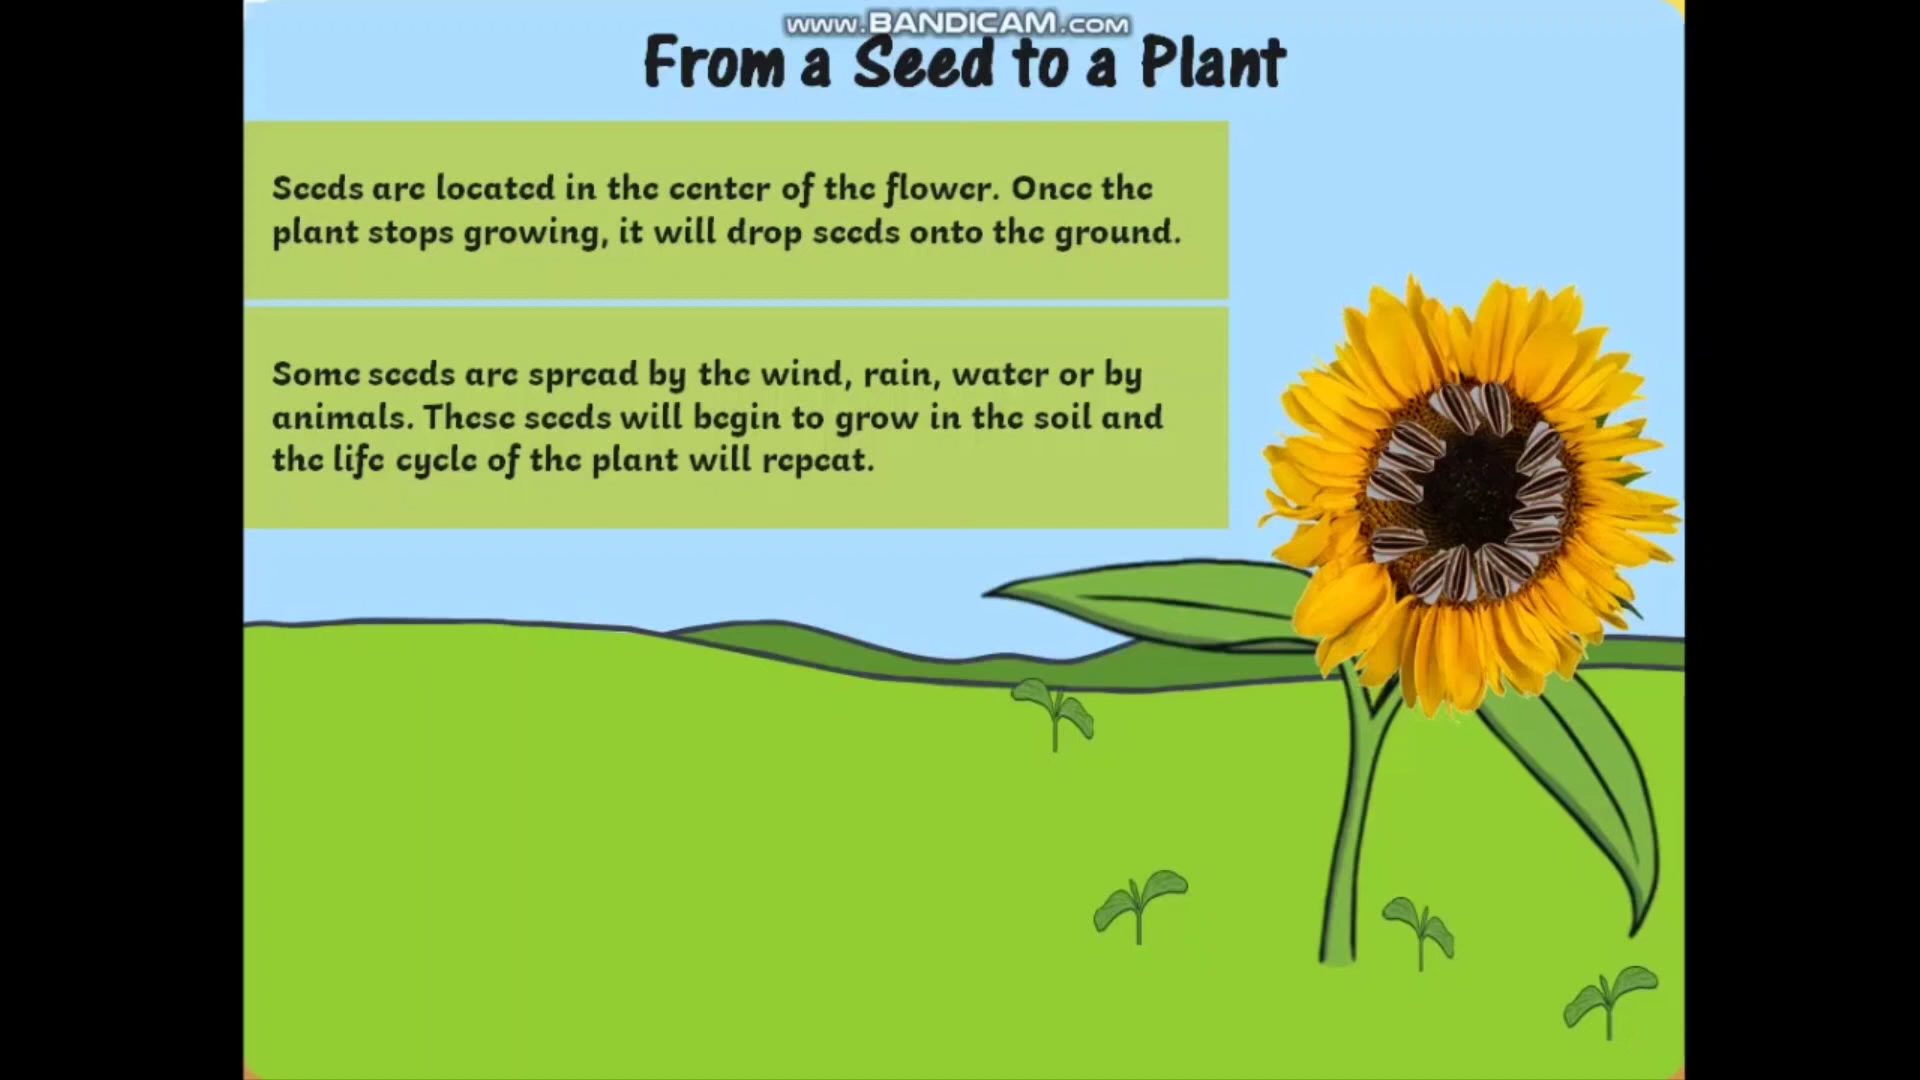 www.BANDICAM.com
From a Seed to a Plant
Seeds are located in the center of the flower. Once the
plant stops growing, it will drop seeds onto the ground.
Some seeds are spread by the wind, rain, water or by
animals. These seeds will begin to grow in the soil and
the life cycle of the plant will repeat.